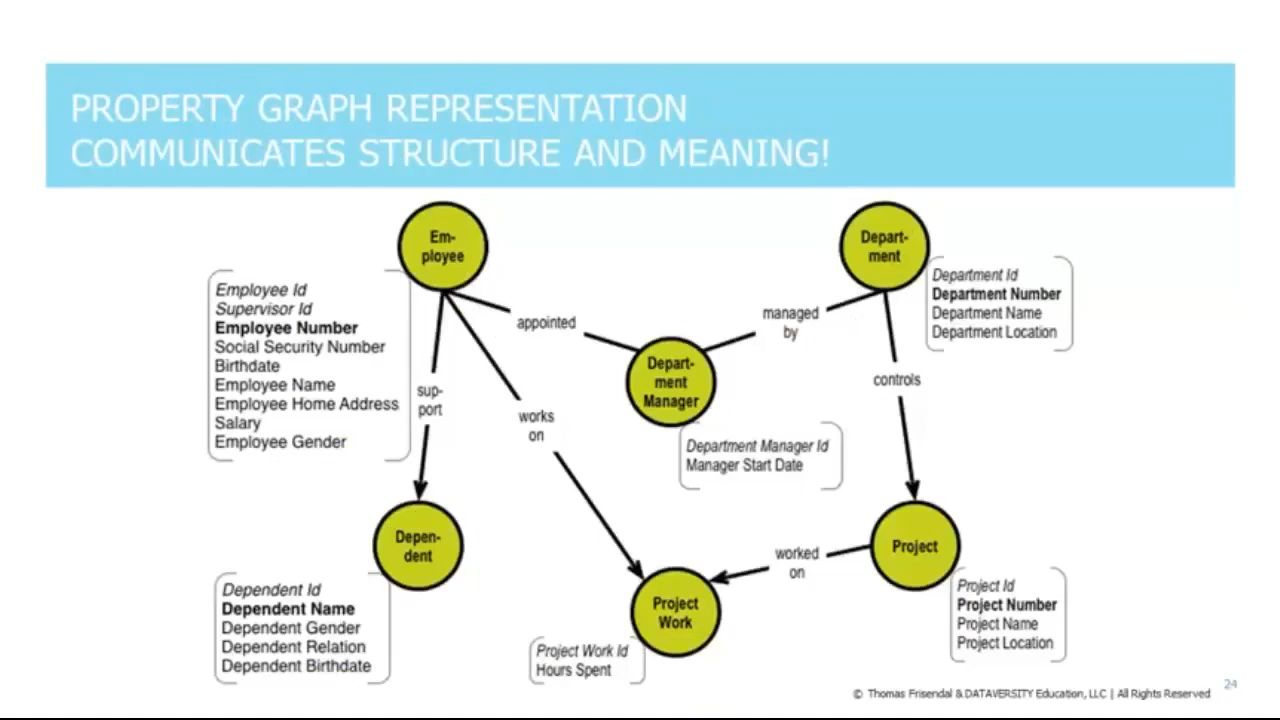 PROPERTY GRAPH REPRESENTATION
COMMUNICATES STRUCTURE AND MEANING!
Em-
ployee
Employee Id
Supervisor Id
Employee Number
Social Security Number
Birthdate
Employee Name
Employee Home Address
Salary
Employee Gender
appointed
managed
by
Depart-
ment
Department Id
Department Number
Department Name
Department Location
Depart-
ment
Manager
Department Manager Id
Manager Start Date
sup-
port
works
on
controls
Depen-
dent
Dependent Id
Dependent Name
Dependent Gender
Dependent Relation
Dependent Birthdate
Project
Work
Project Work Id
Hours Spent
worked
on
Project
Project Id
Project Number
Project Name
Project Location
24
© Thomas Frisendal & DATAVERSITY Education, LLC | All Rights Reserved